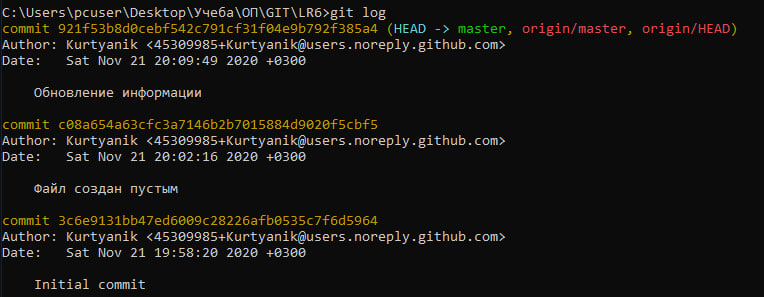 C:\Users\pcuser\Desktop\Учеба\ОП\GIT\LR6>git log
commit 921f53b8d0cebf542c791cf31f04e9b792f385a4 (HEAD -> master, origin/master, origin/HEAD)
Author: Kurtyanik <45309985+Kurtyanik@users.noreply.github.com>
Date:   Sat Nov 21 20:09:49 2020 +0300
Обновление информации
commit c08a654a63cfc3a7146b2b7015884d9020f5cbf5
Author: Kurtyanik <45309985+Kurtyanik@users.noreply.github.com>
Date:   Sat Nov 21 20:02:16 2020 +0300
Файл создан пустым
commit 3c6e9131bb47ed6009c28226afb0535c7f6d5964
Author: Kurtyanik <45309985+Kurtyanik@users.noreply.github.com>
Date:   Sat Nov 21 19:58:20 2020 +0300
Initial commit